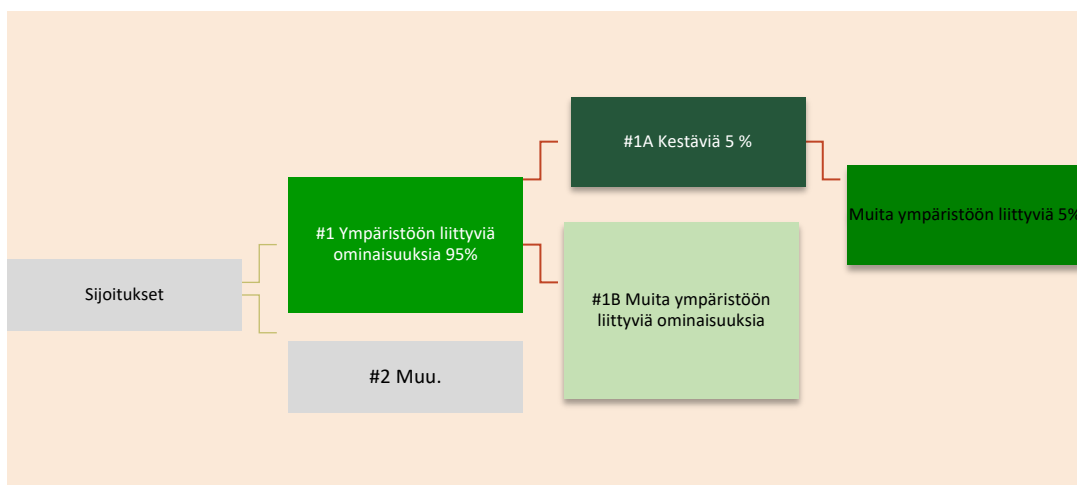 Sijoitukset
#1 Ympäristöön liittyviä
ominaisuuksia 95%
#2 Muu.
#1A Kestäviä 5 %
#1B Muita ympäristöön
liittyviä ominaisuuksia
Muita ympäristöön liittyviä 5%